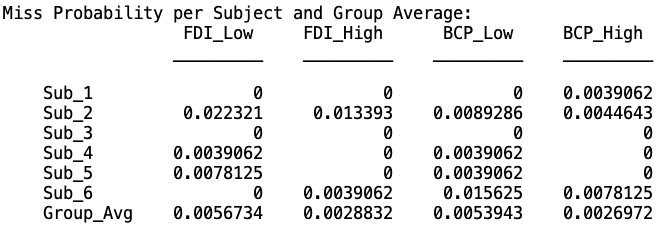 Miss Probability per Subject and Group Average:
FDI_Low FDI_High BCP_Low BCP_High
Sub_1 0 0 0 0.0039062
Sub_2 0.022321 0.013393 0.0089286 0.0044643
Sub_3 0 0 0 0
Sub_4 0.0039062 0 0.0039062 0
Sub_5 0.0078125 0 0.0039062 0
Sub_6 0 0.0039062 0.015625 0.0078125
Group_Avg 0.0056734 0.0028832 0.0053943 0.0026972